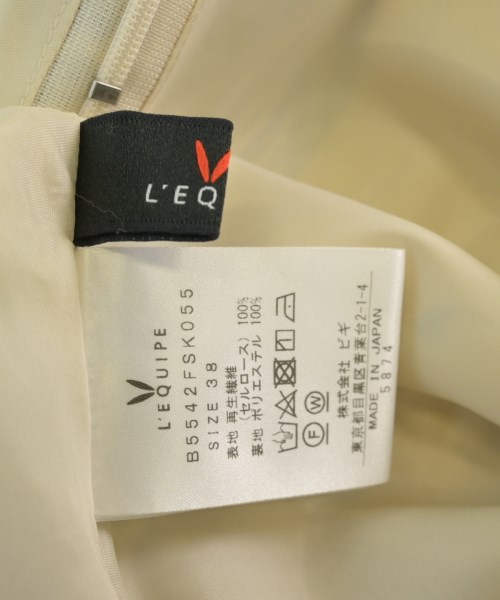 L'EQ
L'EQUIPE
B5542FSK055
SIZE 38
表地 再生繊維
(セルロース) 100%
裏地 ポリエステル 100%
F W
株式会社 ビギ
東京都目黒区青葉台2-1-4
MADE IN JAPAN
5874